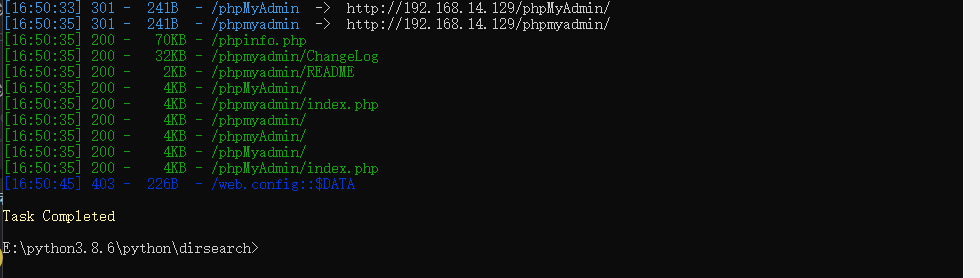 [16:50:33] 301 - 241B - /phpMyAdmin -> http://192.168.14.129/phpMyAdmin/
[16:50:35] 301 - 241B - /phpmyadmin -> http://192.168.14.129/phpmyadmin/
[16:50:35] 200 - 70KB - /phpinfo.php
[16:50:35] 200 - 32KB - /phpmyadmin/ChangeLog
[16:50:35] 200 - 2KB - /phpmyadmin/README
[16:50:35] 200 - 4KB - /phpMyAdmin/
[16:50:35] 200 - 4KB - /phpmyadmin/index.php
[16:50:35] 200 - 4KB - /phpmyadmin/
[16:50:35] 200 - 4KB - /phpmyAdmin/
[16:50:35] 200 - 4KB - /phpMyadmin/
[16:50:35] 200 - 4KB - /phpMyAdmin/index.php
[16:50:45] 403 - 226B - /web.config::$DATA
Task Completed
E:\python3.8.6\python\dirsearch>